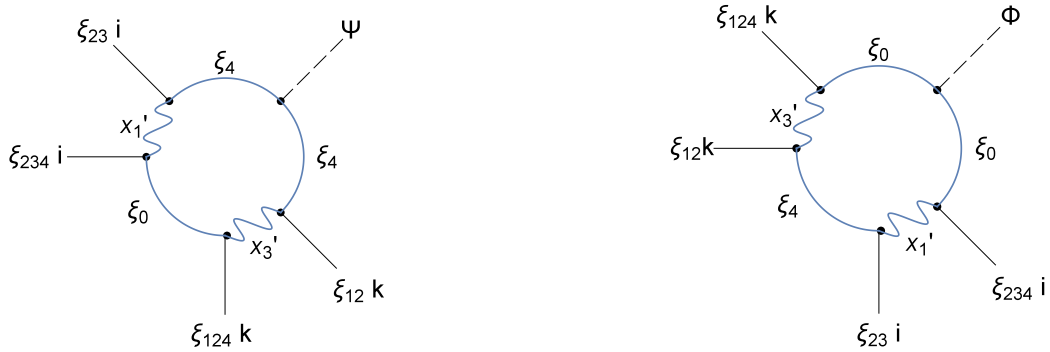 ξ₂₃ i
Ψ
ξ₄
x₁'
ξ₂₃₄ i
ξ₄
ξ₀
x₃'
ξ₁₂ k
ξ₁₂₄ k
ξ₁₂₄ k
Φ
ξ₀
x₃'
ξ₁₂k
ξ₀
ξ₄
x₁'
ξ₂₃₄ i
ξ₂₃ i